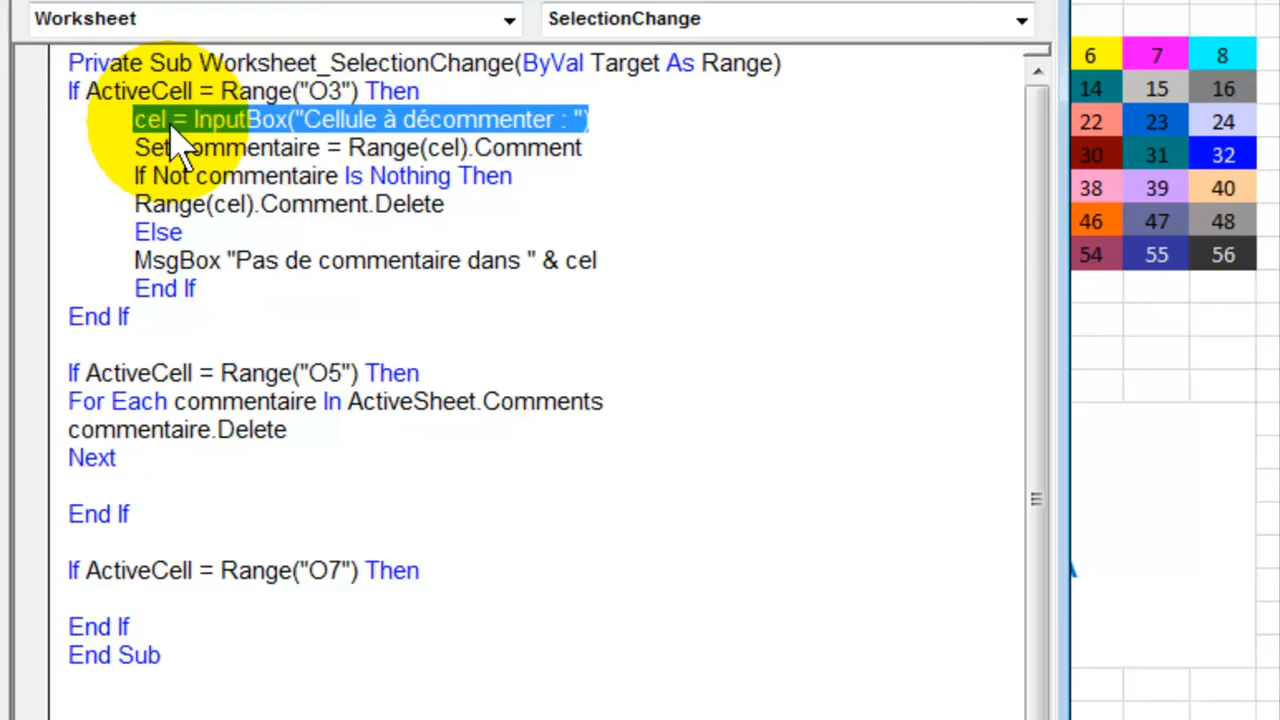 Worksheet
SelectionChange
Private Sub Worksheet_SelectionChange(ByVal Target As Range)
If ActiveCell = Range("O3") Then
cel = InputBox("Cellule à décommenter : ")
Set commentaire = Range(cel).Comment
If Not commentaire Is Nothing Then
Range(cel).Comment.Delete
Else
MsgBox "Pas de commentaire dans " & cel
End If
End If
If ActiveCell = Range("O5") Then
For Each commentaire In ActiveSheet.Comments
commentaire.Delete
Next
End If
If ActiveCell = Range("O7") Then
End If
End Sub
6 7 8
14 15 16
22 23 24
30 31 32
38 39 40
46 47 48
54 55 56